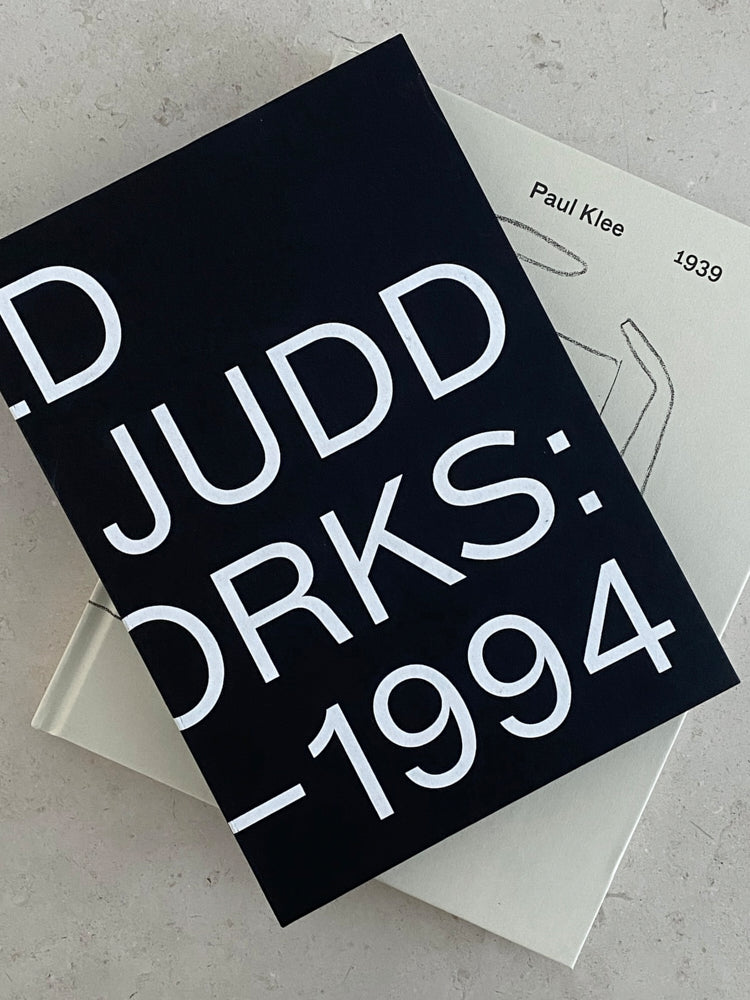 LD
JUDD
ORKS:
–1994
Paul Klee
1939